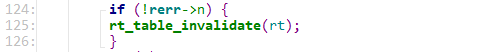 124: if (!rerr->n) {
125: rt_table_invalidate(rt);
126: }